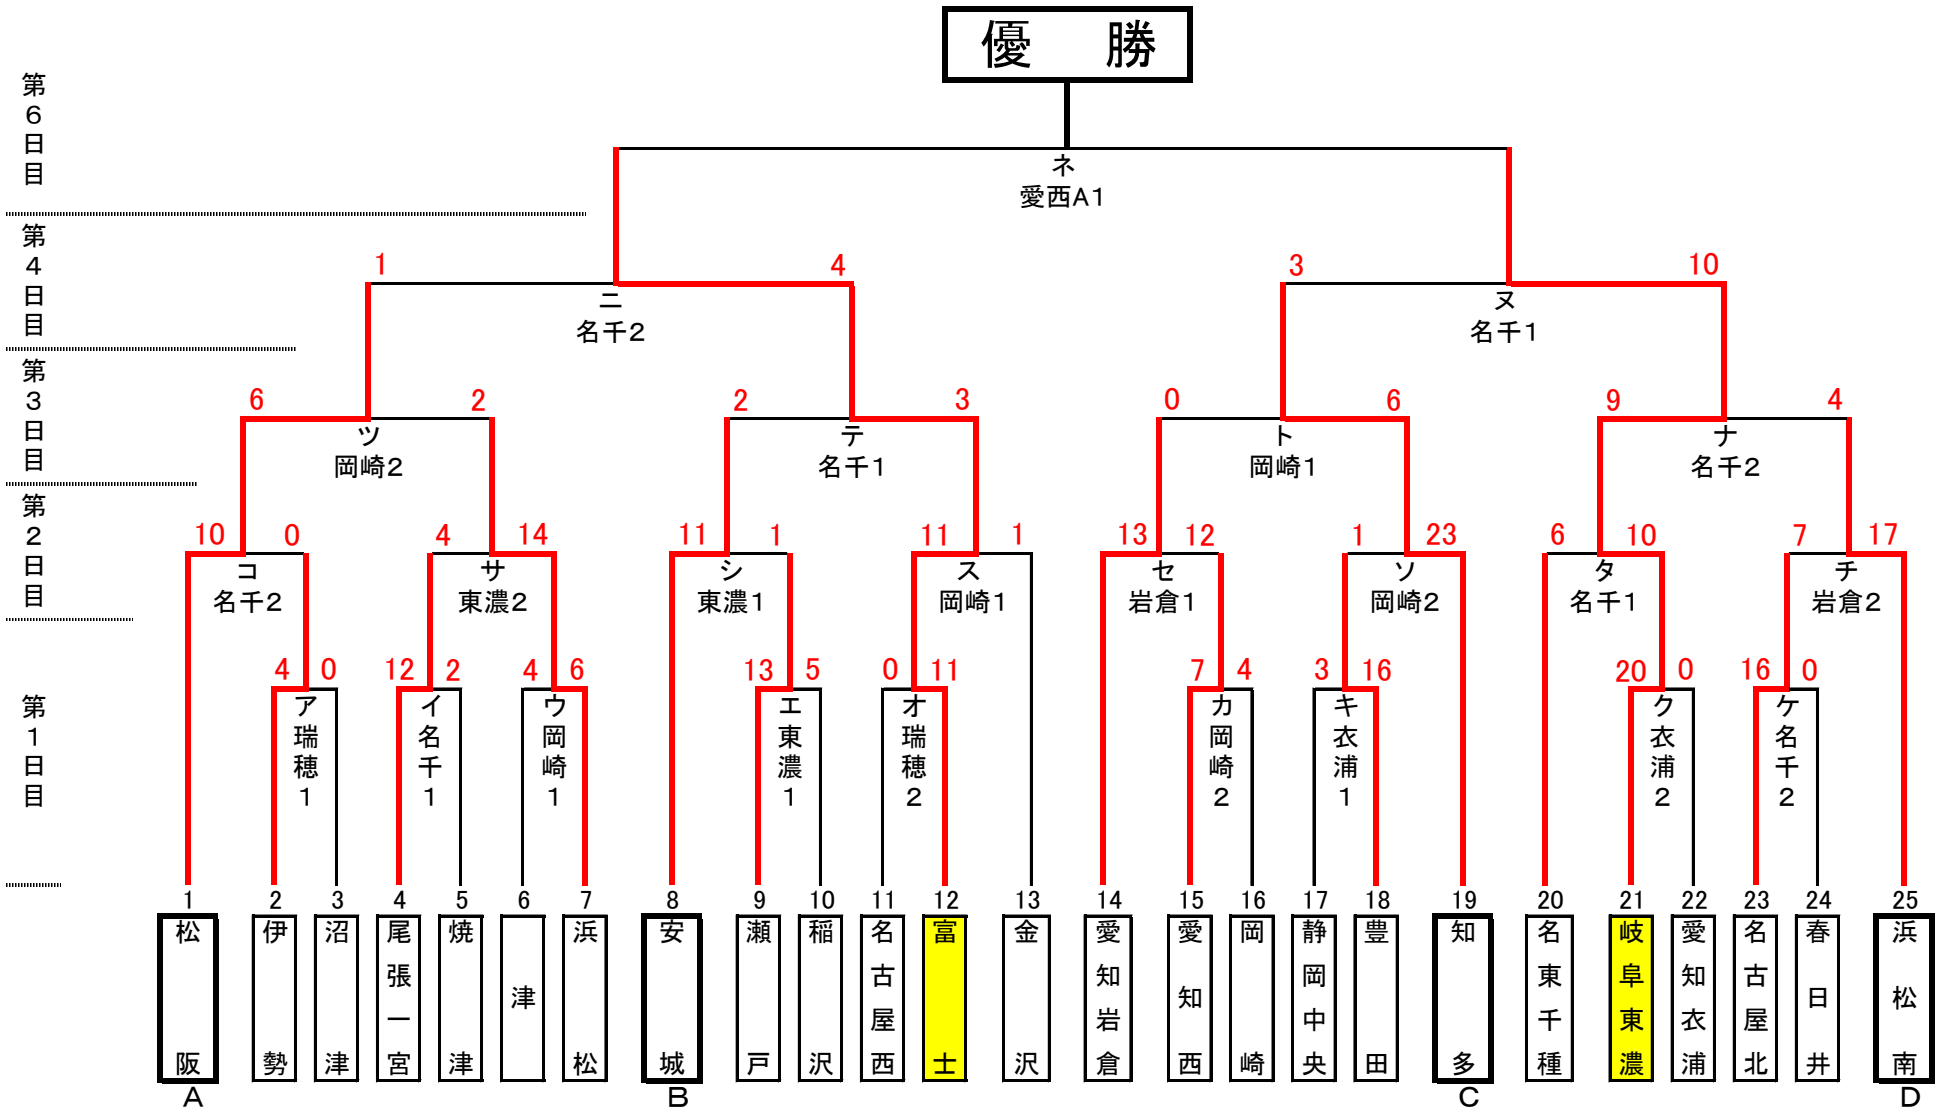 優　勝
第6日目
ネ
愛西A1
第4日目
1 4 3 10
ニ ヌ
名千2 名千1
第3日目
6 2 2 3 0 6 9 4
ツ テ ト ナ
岡崎2 名千1 岡崎1 名千2
第2日目
10 0 4 14 11 1 11 1 13 12 1 23 6 10 7 17
コ サ シ ス セ ソ タ チ
名千2 東濃2 東濃1 岡崎1 岩倉1 岡崎2 名千1 岩倉2
第1日目
4 0 12 2 4 6 13 5 0 11 7 4 3 16 20 0 16 0
ア瑞穂1
イ名千1
ウ岡崎1
エ東濃1
オ瑞穂2
カ岡崎2
キ衣浦1
ク衣浦2
ケ名千2
1 2 3 4 5 6 7 8 9 10 11 12 13 14 15 16 17 18 19 20 21 22 23 24 25
松阪
伊勢
沼津
尾張一宮
焼津
津
浜松
安城
瀬戸
稲沢
名古屋西
富士
金沢
愛知岩倉
愛知西
岡崎
静岡中央
豊田
知多
名東千種
岐阜東濃
愛知衣浦
名古屋北
春日井
浜松南
A B C D